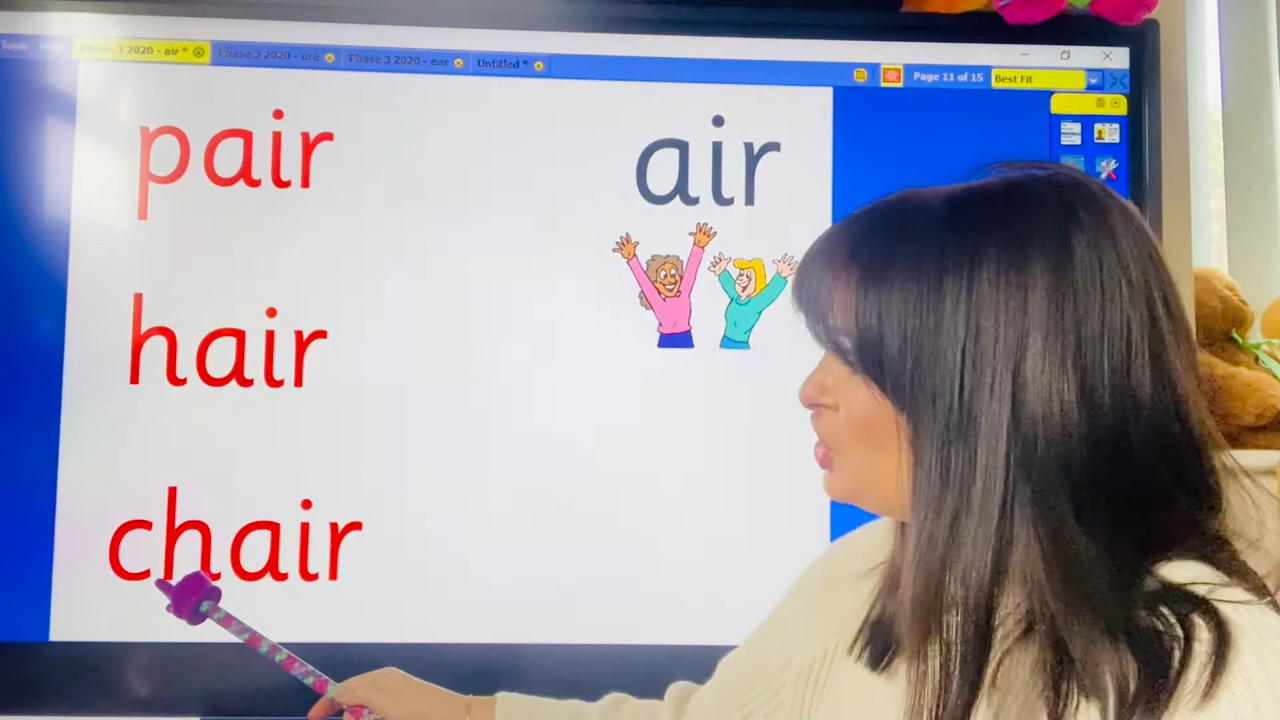 Tools
Phase 3 2020 - air *
Phase 3 2020 - ure
Phase 3 2020 - ear
Untitled *
Page 11 of 15
Best Fit
pair
air
hair
chair